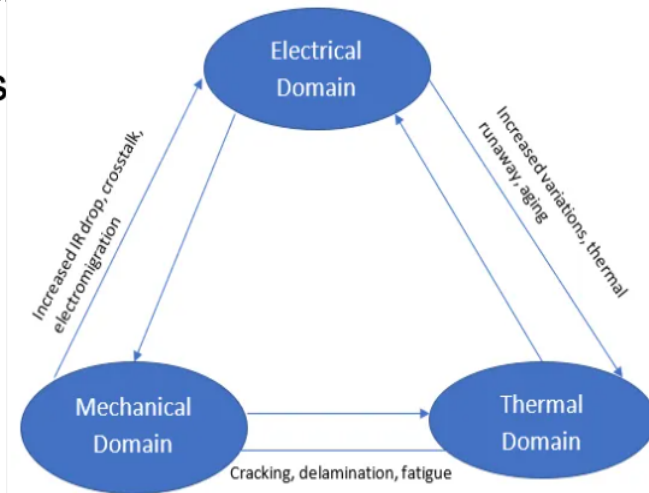 Electrical
Domain
s
Increased IR drop, crosstalk,
electromigration
Increased variations, thermal
runaway, aging
Mechanical
Domain
Thermal
Domain
Cracking, delamination, fatigue